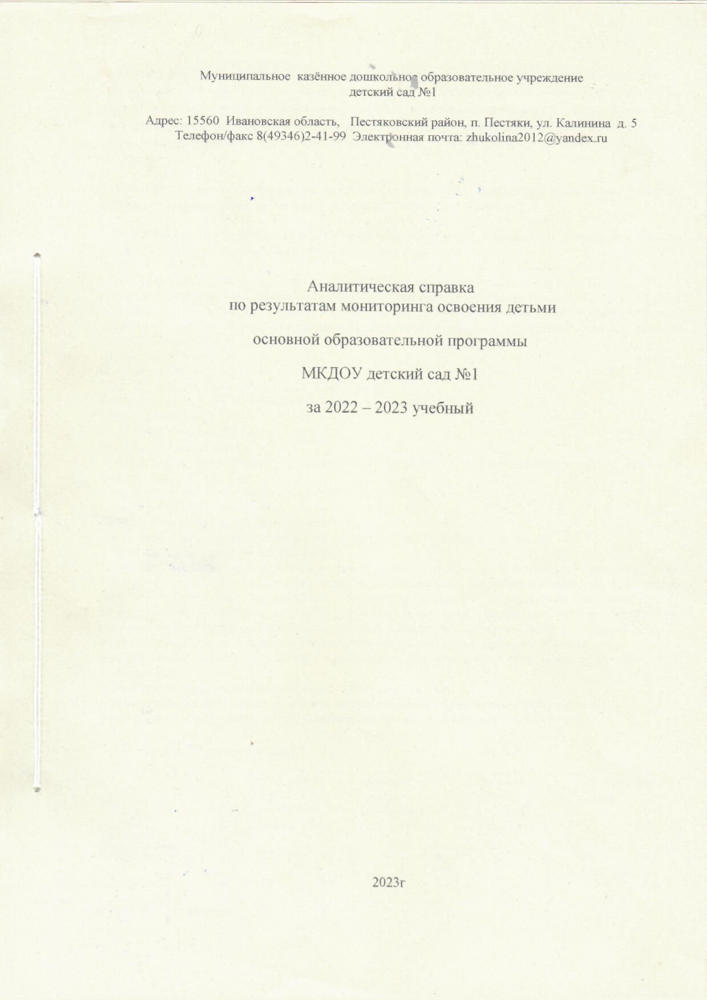 Муниципальное казённое дошкольное образовательное учреждение
детский сад №1
Адрес: 15560 Ивановская область, Пестяковский район, п. Пестяки, ул. Калинина д. 5
Телефон/факс 8(49346)2-41-99 Электронная почта: zhukolina2012@yandex.ru
Аналитическая справка
по результатам мониторинга освоения детьми
основной образовательной программы
МКДОУ детский сад №1
за 2022 – 2023 учебный
2023г